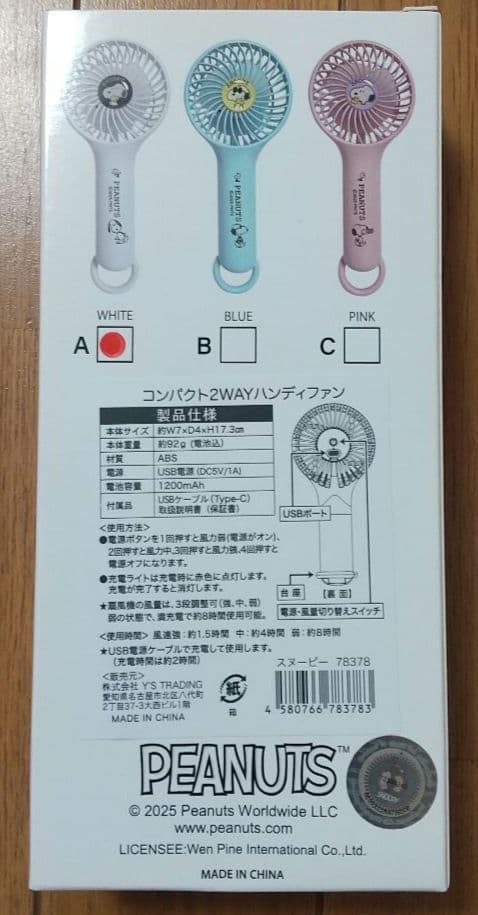 PEANUTS
PEANUTS
PEANUTS
WHITE
BLUE
PINK
A
B
C
コンパクト2WAYハンディファン
製品仕様
本体サイズ 約W7×D4×H17.3㎝
本体重量 約92g (電池込)
材質 ABS
電源 USB電源 (DC5V/1A)
電池容量 1200mAh
付属品 USBケーブル(Type-C)
取扱説明書（保証書）
USBポート
台座
【裏面】
電源・風量切り替えスイッチ
<使用方法>
●電源ボタンを1回押すと風力弱(電源がオン)、
2回押すと風力中、3回押すと風力強、4回押すと
電源オフになります。
●充電ライトは充電時に赤色に点灯します。
充電が完了すると消灯します。
★扇風機の風量は、3段調整可(強、中、弱)
弱の状態で、満充電で約8時間使用可能。
<使用時間> 風速強：約1.5時間 中：約4時間 弱：約8時間
★USB電源ケーブルで充電して使用します。
(充電時間は約2時間)
<販売元>
株式会社 Y'S TRADING
愛知県名古屋市北区八代町
2丁目37-3大西ビル1階
MADE IN CHINA
紙
箱
スヌーピー 78378
4 580766 783783
PEANUTS™
© 2025 Peanuts Worldwide LLC
www.peanuts.com
LICENSEE:Wen Pine International Co.,Ltd.
MADE IN CHINA